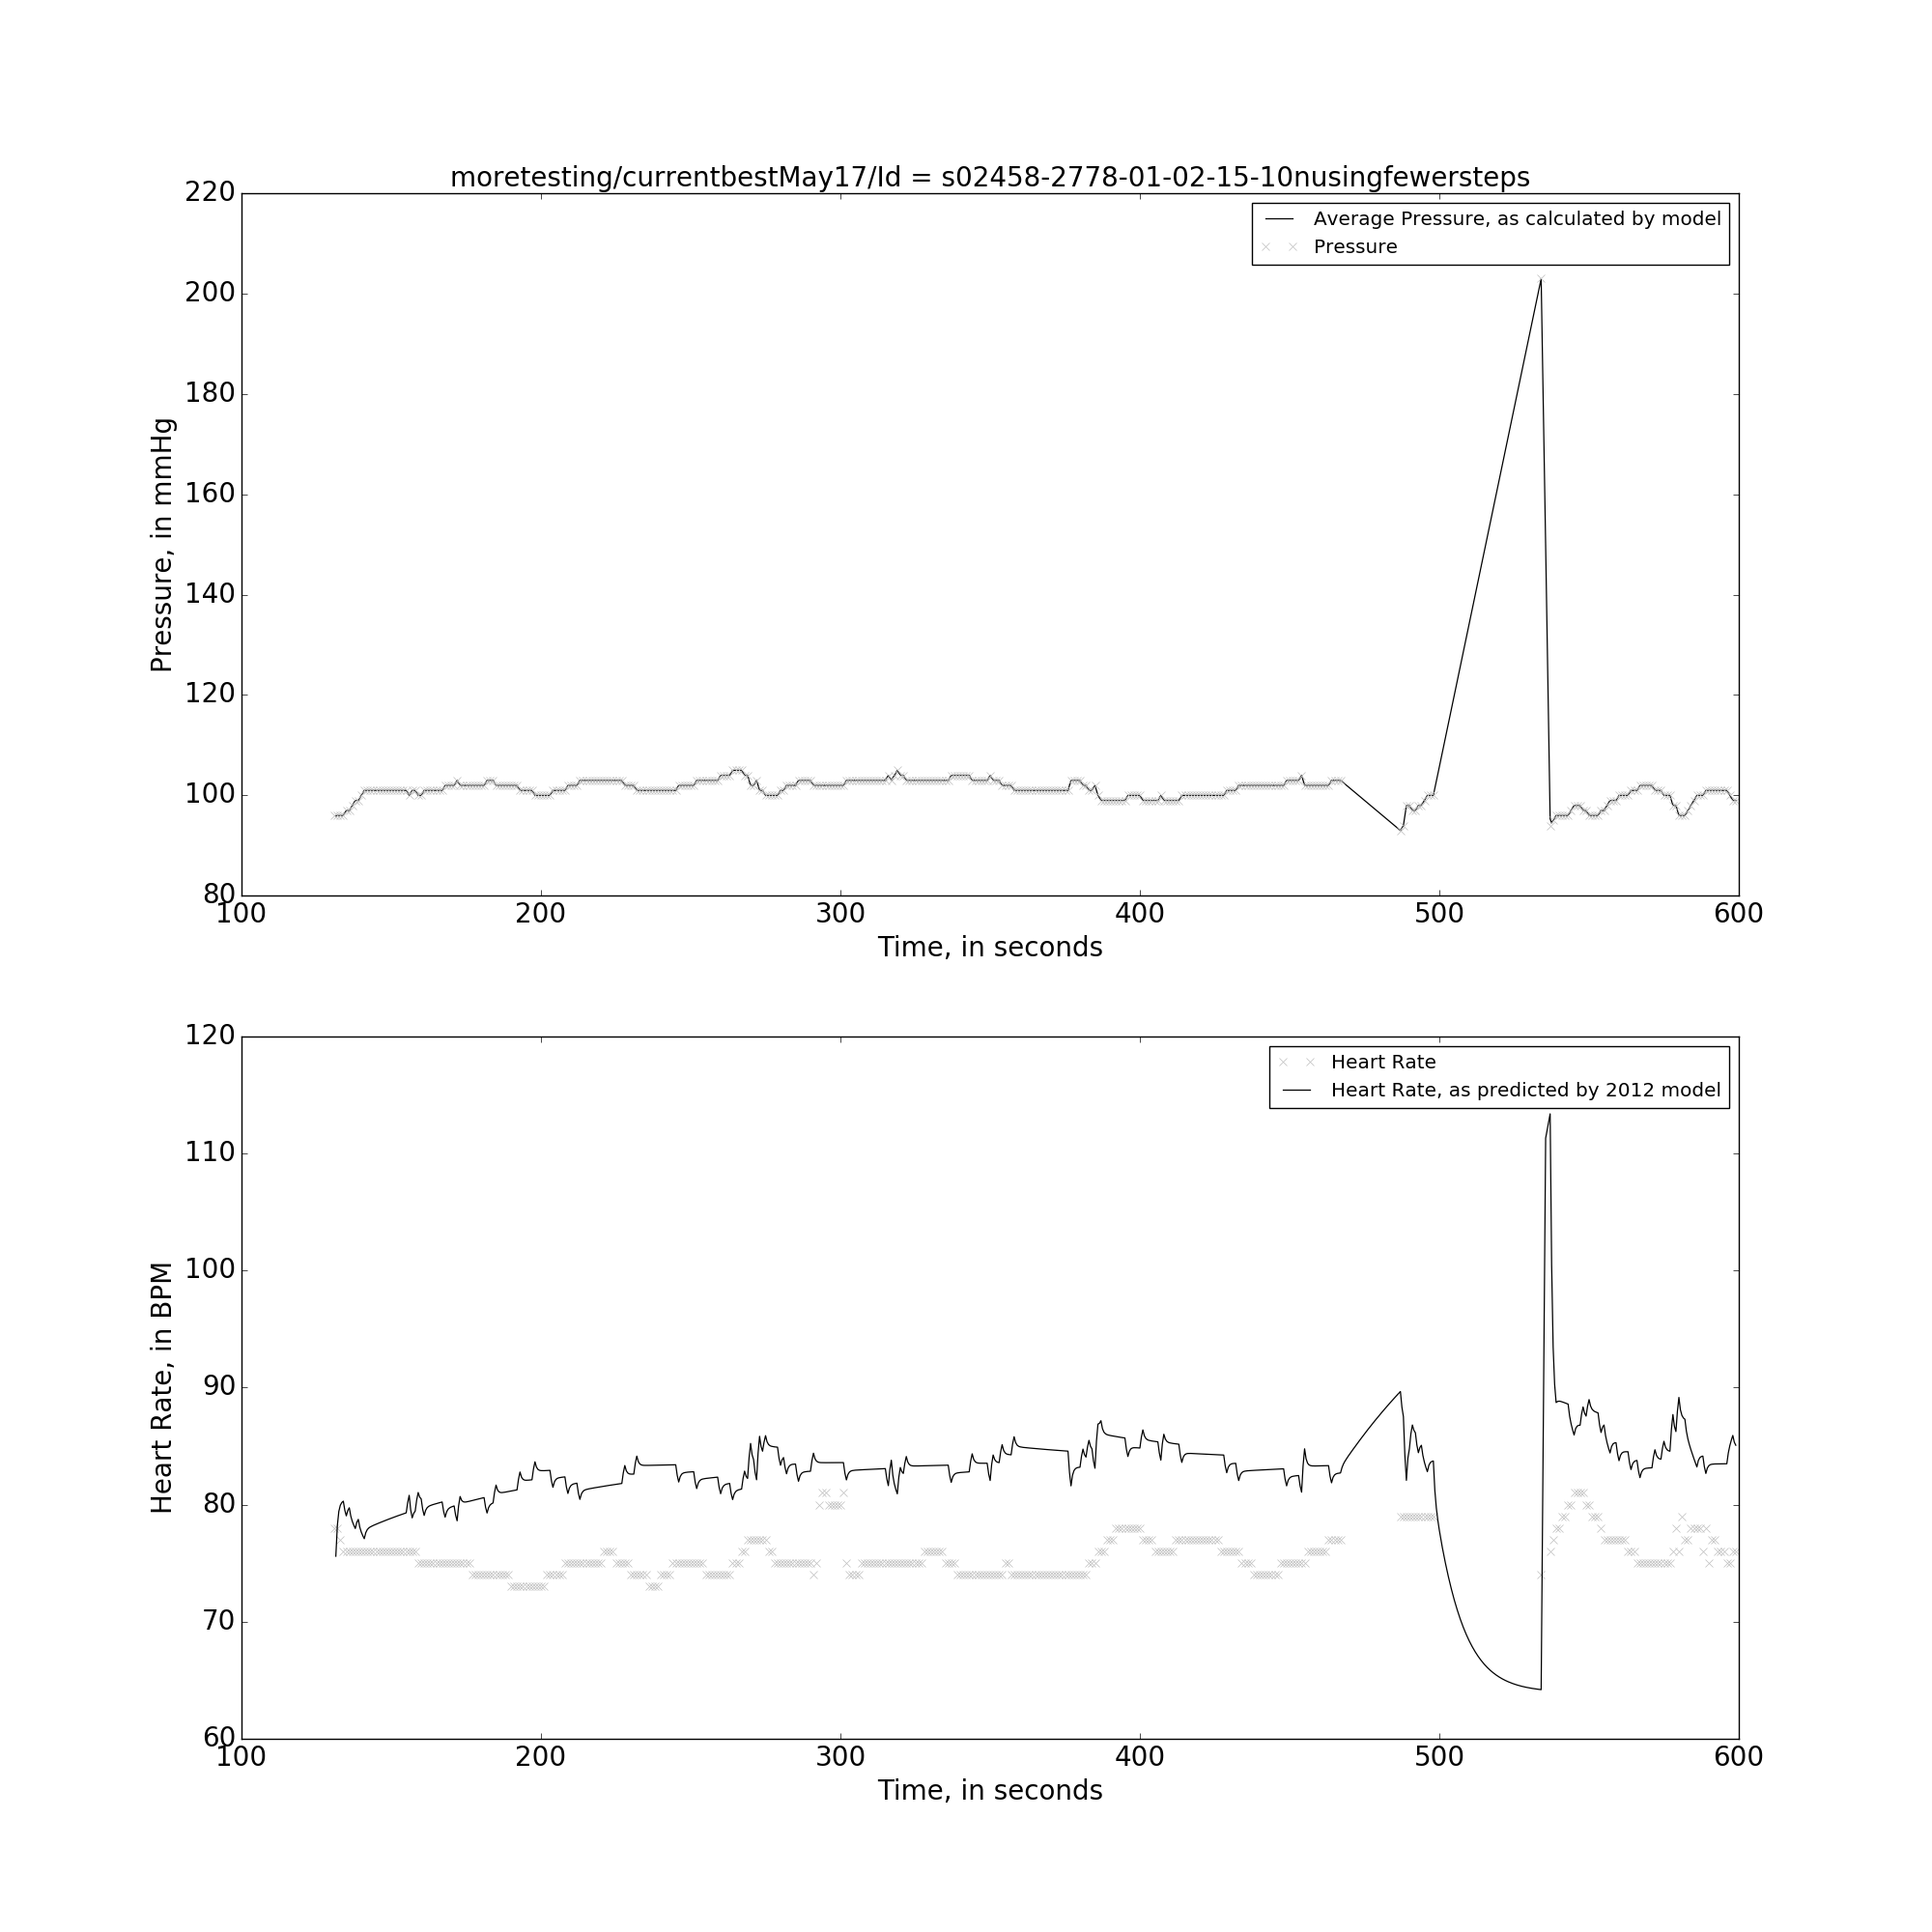 moretesting/currentbestMay17/Id = s02458-2778-01-02-15-10nusingfewersteps
220
200
180
160
140
120
100
80
Pressure, in mmHg
Average Pressure, as calculated by model
Pressure
100 200 300 400 500 600
Time, in seconds
120
110
100
90
80
70
60
Heart Rate, in BPM
Heart Rate
Heart Rate, as predicted by 2012 model
100 200 300 400 500 600
Time, in seconds